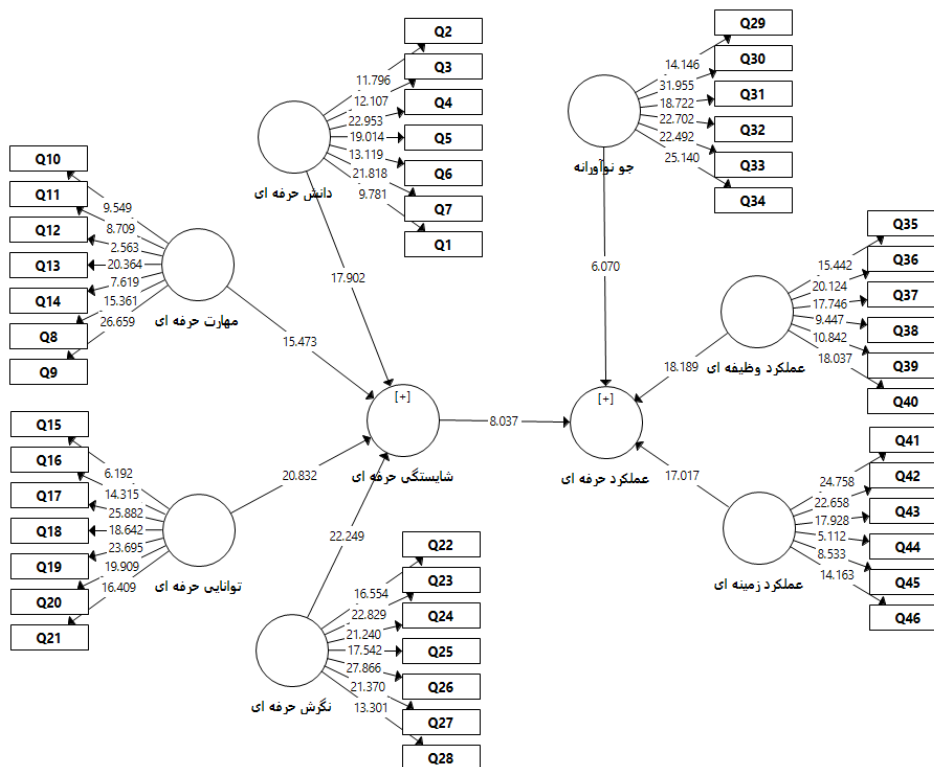 Q2
Q3
Q4
Q5
Q6
Q7
Q1
11.796
12.107
22.953
19.014
13.119
21.818
9.781
دانش حرفه ای
Q29
Q30
Q31
Q32
Q33
Q34
14.146
31.955
18.722
22.702
22.492
25.140
جو نوآورانه
Q10
Q11
Q12
Q13
Q14
Q8
Q9
9.549
8.709
2.563
20.364
7.619
15.361
26.659
مهارت حرفه ای
17.902
15.473
6.070
Q35
Q36
Q37
Q38
Q39
Q40
15.442
20.124
17.746
9.447
10.842
18.037
عملکرد وظیفه ای
18.189
[+]
شایستگی حرفه ای
8.037
[+]
عملکرد حرفه ای
17.017
Q15
Q16
Q17
Q18
Q19
Q20
Q21
6.192
14.315
25.882
18.642
23.695
19.909
16.409
توانایی حرفه ای
20.832
22.249
Q41
Q42
Q43
Q44
Q45
Q46
24.758
22.658
17.928
5.112
8.533
14.163
عملکرد زمینه ای
Q22
Q23
Q24
Q25
Q26
Q27
Q28
16.554
22.829
21.240
17.542
27.866
21.370
13.301
نگرش حرفه ای